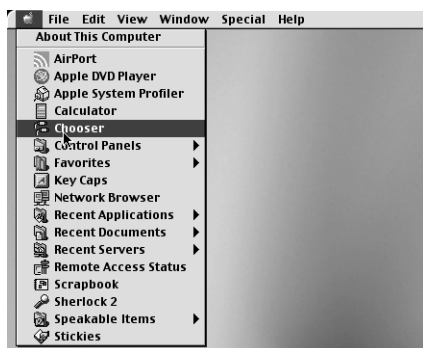 File Edit View Window Special Help
About This Computer
AirPort
Apple DVD Player
Apple System Profiler
Calculator
Chooser
Control Panels
Favorites
Key Caps
Network Browser
Recent Applications
Recent Documents
Recent Servers
Remote Access Status
Scrapbook
Sherlock 2
Speakable Items
Stickies